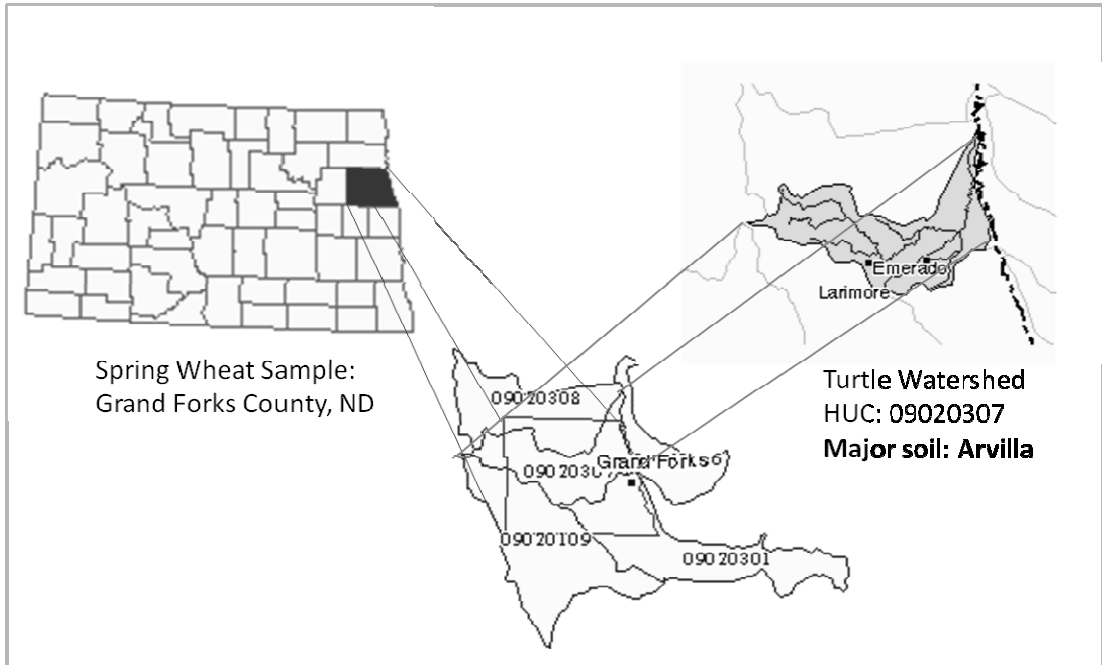 Spring Wheat Sample:
Grand Forks County, ND
Emerado
Larimore
Turtle Watershed
HUC: 09020307
Major soil: Arvilla
09020308
Grand Forks
09020109
09020301